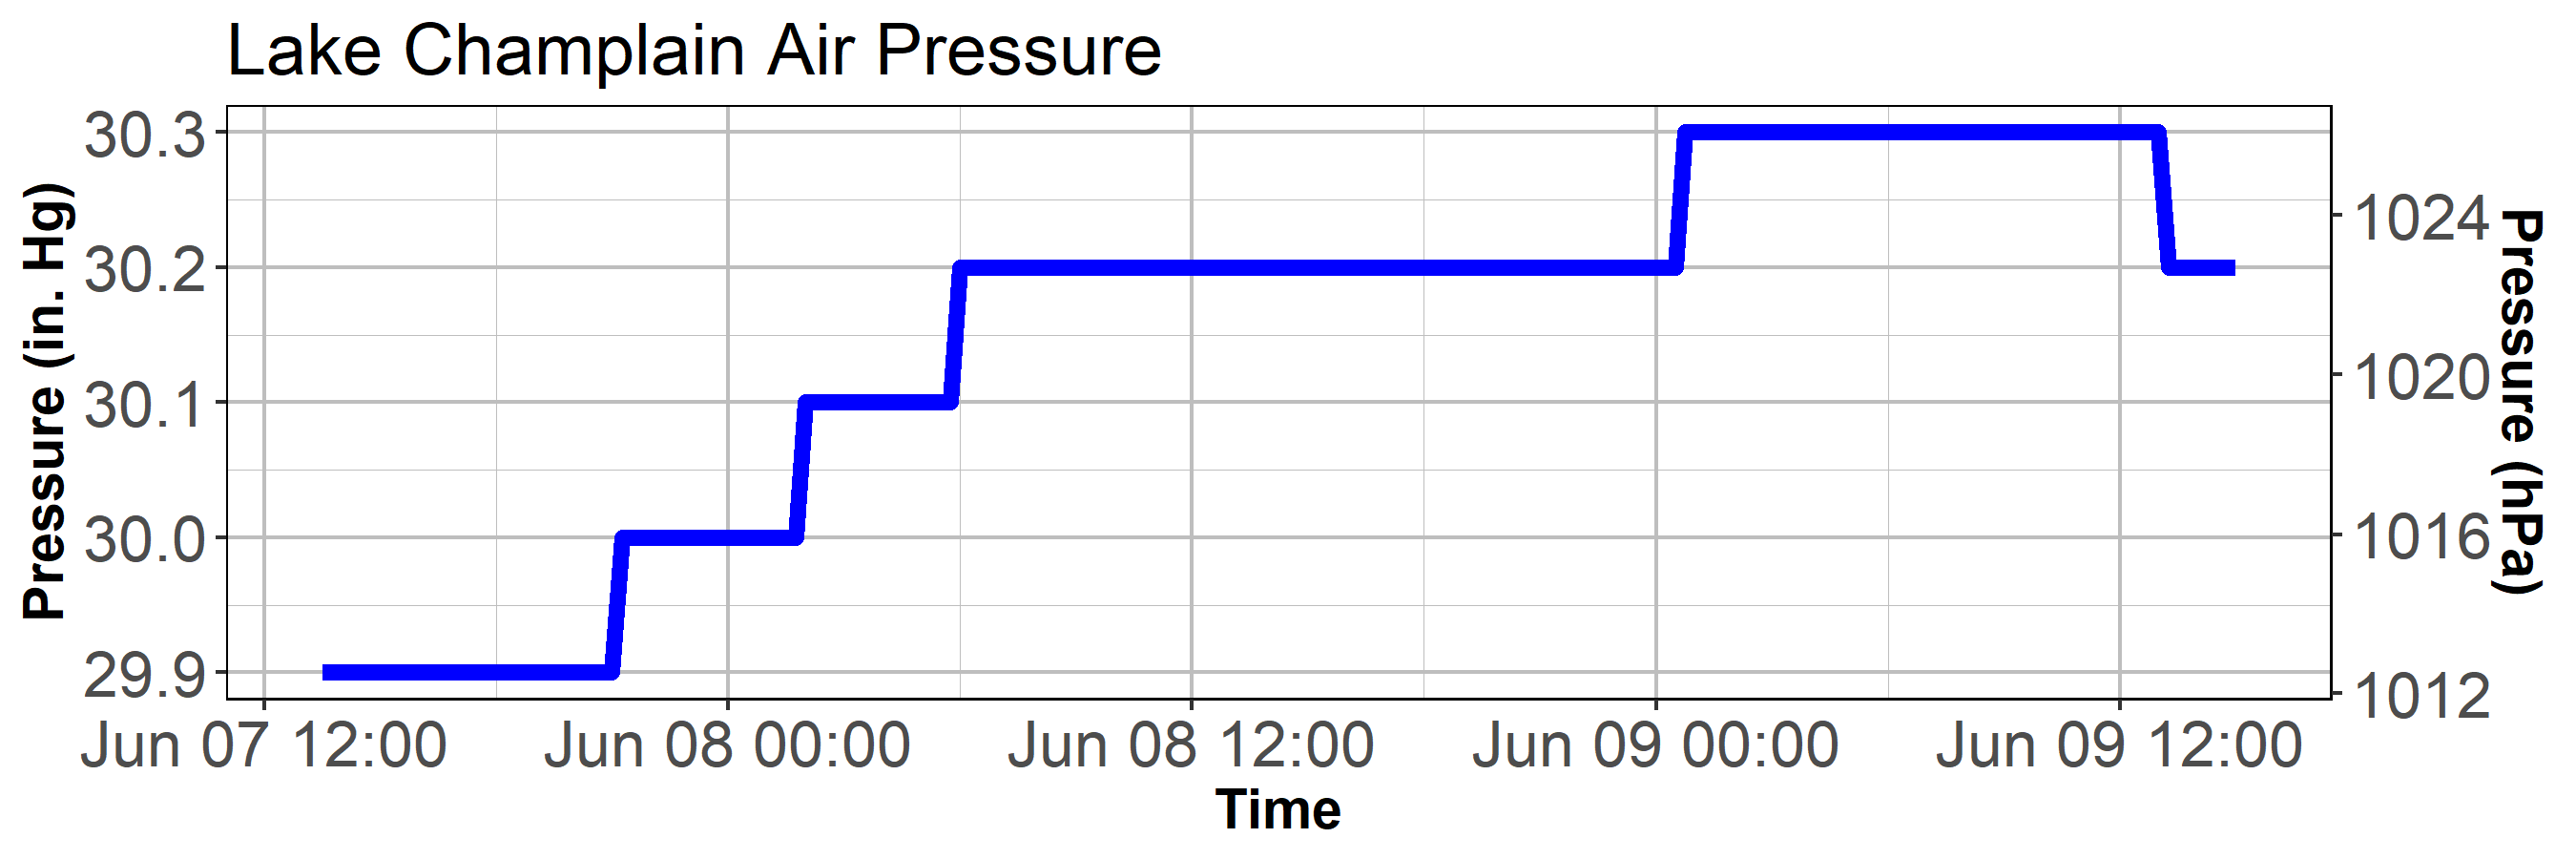 Lake Champlain Air Pressure
Pressure (in. Hg)
30.3
30.2
30.1
30.0
29.9
1024
1020
1016
1012
Pressure (hPa)
Jun 07 12:00 Jun 08 00:00 Jun 08 12:00 Jun 09 00:00 Jun 09 12:00
Time